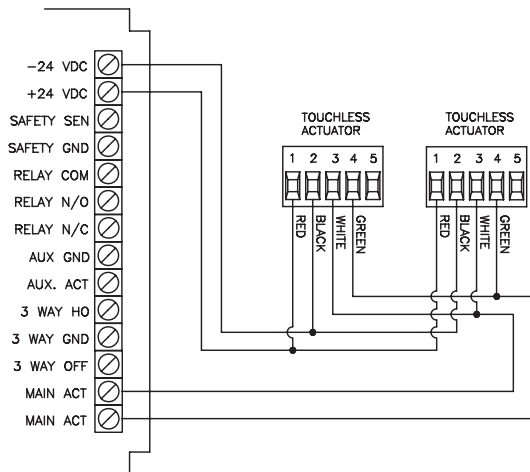 -24 VDC
+24 VDC
SAFETY SEN
SAFETY GND
RELAY COM
RELAY N/O
RELAY N/C
AUX GND
AUX. ACT
3 WAY HO
3 WAY GND
3 WAY OFF
MAIN ACT
MAIN ACT
TOUCHLESS
ACTUATOR
1 2 3 4 5
RED
BLACK
WHITE
GREEN
TOUCHLESS
ACTUATOR
1 2 3 4 5
RED
BLACK
WHITE
GREEN